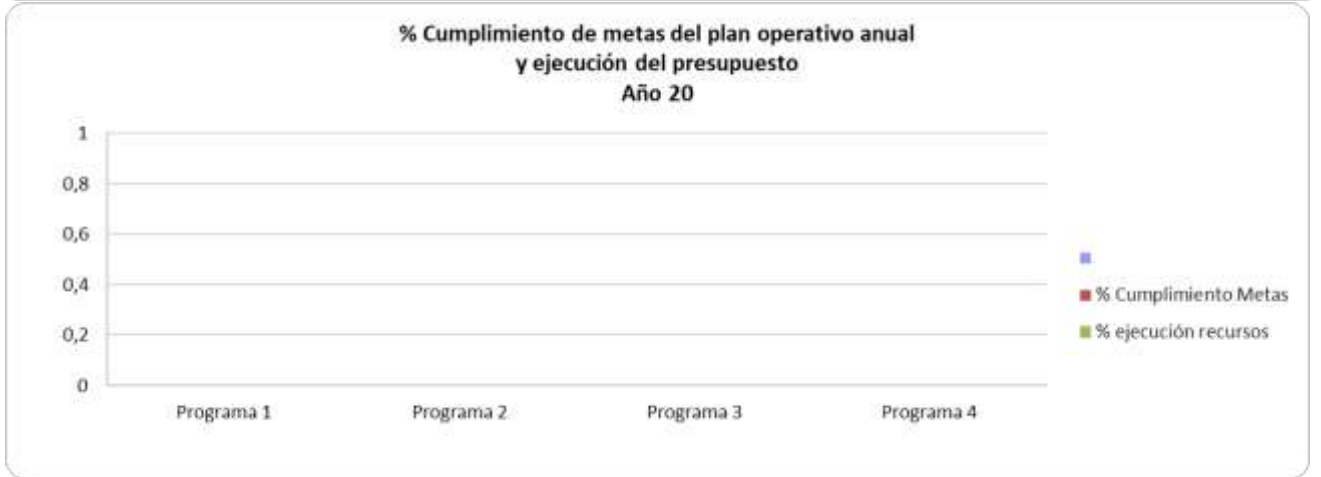 % Cumplimiento de metas del plan operativo anual
y ejecución del presupuesto
Año 20
1
0,8
0,6
0,4
0,2
0
Programa 1
Programa 2
Programa 3
Programa 4
% Cumplimiento Metas
% ejecución recursos